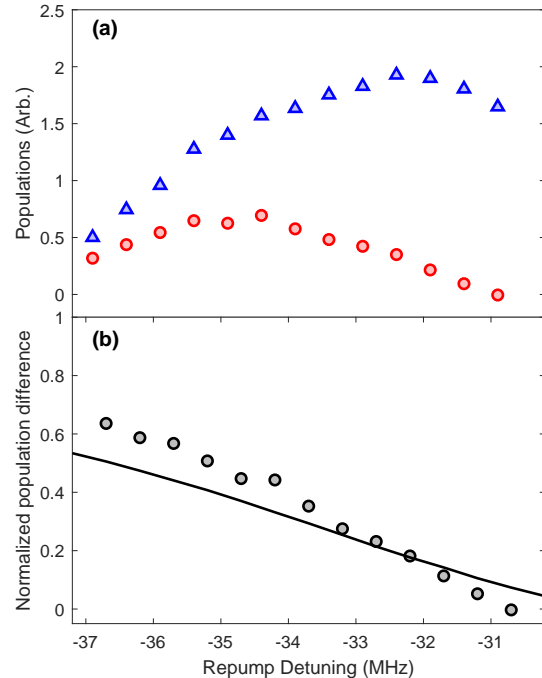 (a)
Populations (Arb.)
2.5
2
1.5
1
0.5
0
(b)
Normalized population difference
1
0.8
0.6
0.4
0.2
0
-37 -36 -35 -34 -33 -32 -31
Repump Detuning (MHz)